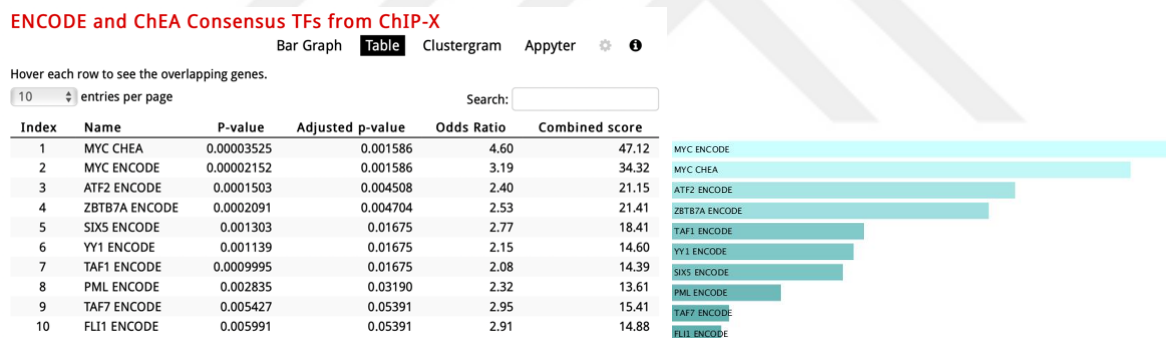 ENCODE and ChEA Consensus TFs from ChIP-X
Bar Graph Table Clustergram Appyter
Hover each row to see the overlapping genes.
10 entries per page Search:
Index Name P-value Adjusted p-value Odds Ratio Combined score
1 MYC CHEA 0.00003525 0.001586 4.60 47.12
2 MYC ENCODE 0.00002152 0.001586 3.19 34.32
3 ATF2 ENCODE 0.0001503 0.004508 2.40 21.15
4 ZBTB7A ENCODE 0.0002091 0.004704 2.53 21.41
5 SIX5 ENCODE 0.001303 0.01675 2.77 18.41
6 YY1 ENCODE 0.001139 0.01675 2.15 14.60
7 TAF1 ENCODE 0.0009995 0.01675 2.08 14.39
8 PML ENCODE 0.002835 0.03190 2.32 13.61
9 TAF7 ENCODE 0.005427 0.05391 2.95 15.41
10 FLI1 ENCODE 0.005991 0.05391 2.91 14.88
MYC ENCODE
MYC CHEA
ATF2 ENCODE
ZBTB7A ENCODE
TAF1 ENCODE
YY1 ENCODE
SIX5 ENCODE
PML ENCODE
TAF7 ENCODE
FLI1 ENCODE